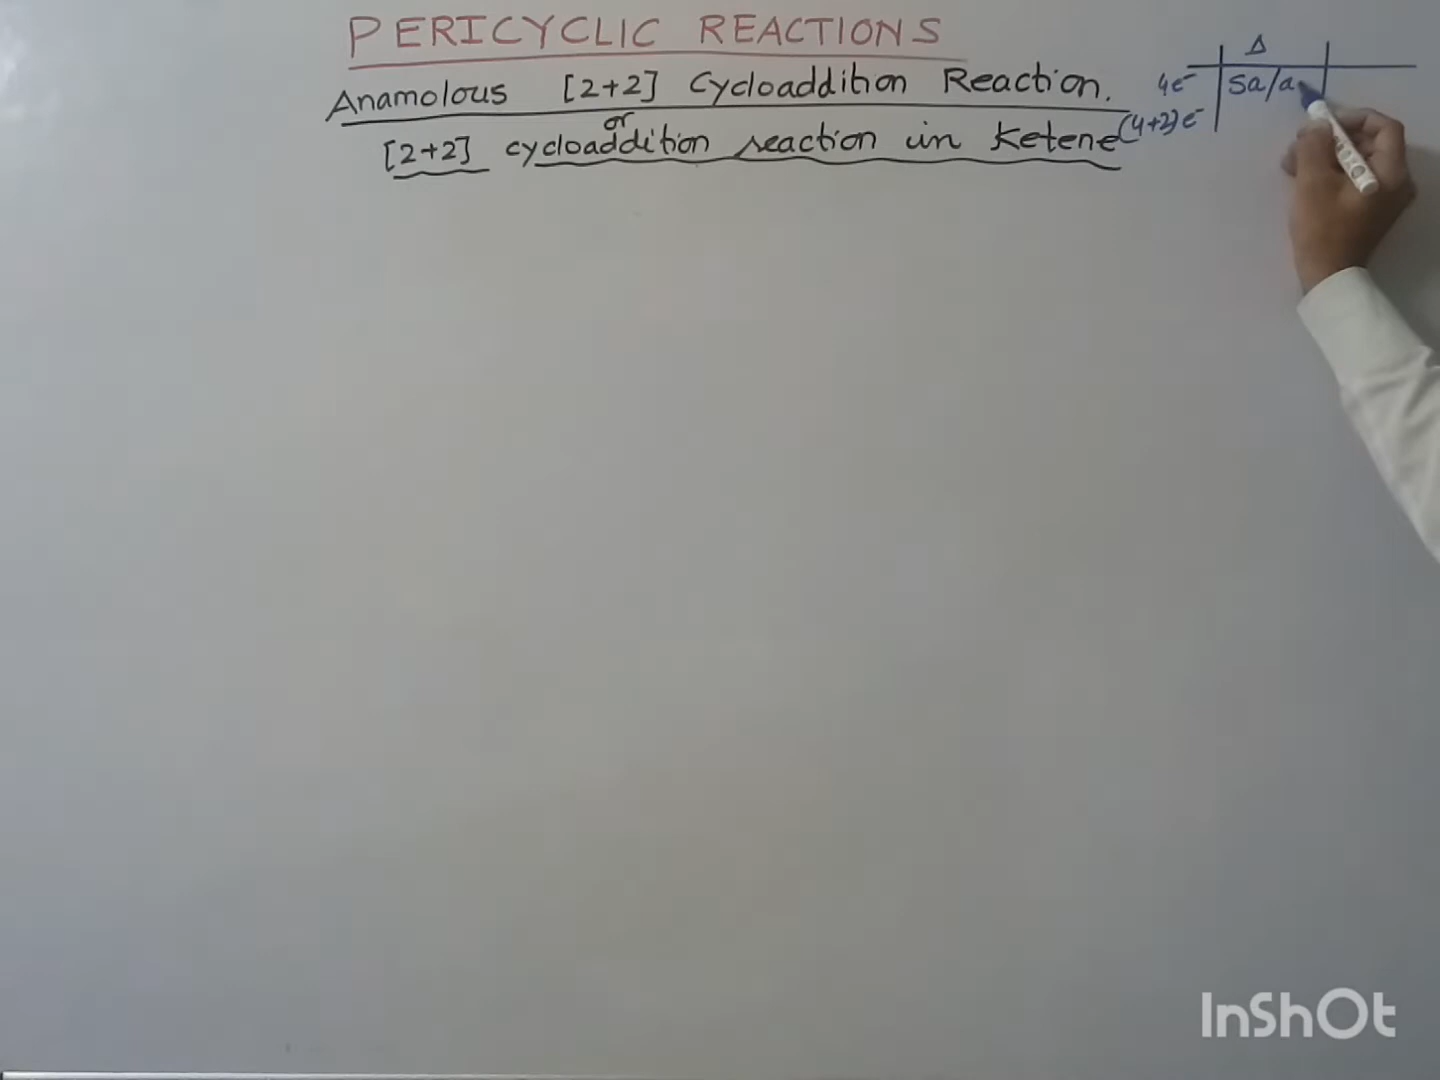 PERICYCLIC REACTIONS
Anamolous [2+2] Cycloaddition Reaction.
or
[2+2] cycloaddition reaction in Ketene
Δ
4e⁻ sa/a
(4+2)e⁻
InShOt